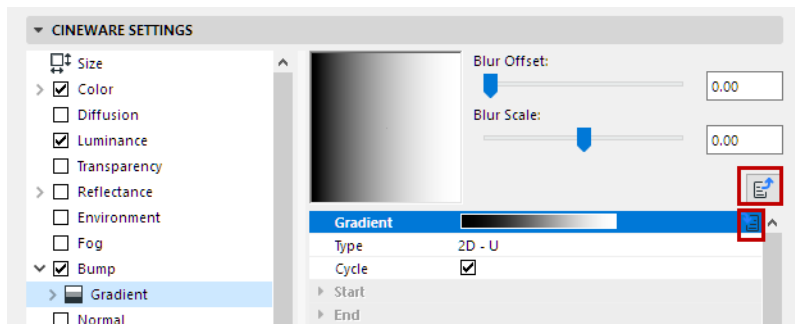 CINEWARE SETTINGS
Size
Color
Diffusion
Luminance
Transparency
Reflectance
Environment
Fog
Bump
Gradient
Normal
Blur Offset:
0.00
Blur Scale:
0.00
Gradient
Type 2D - U
Cycle
Start
End